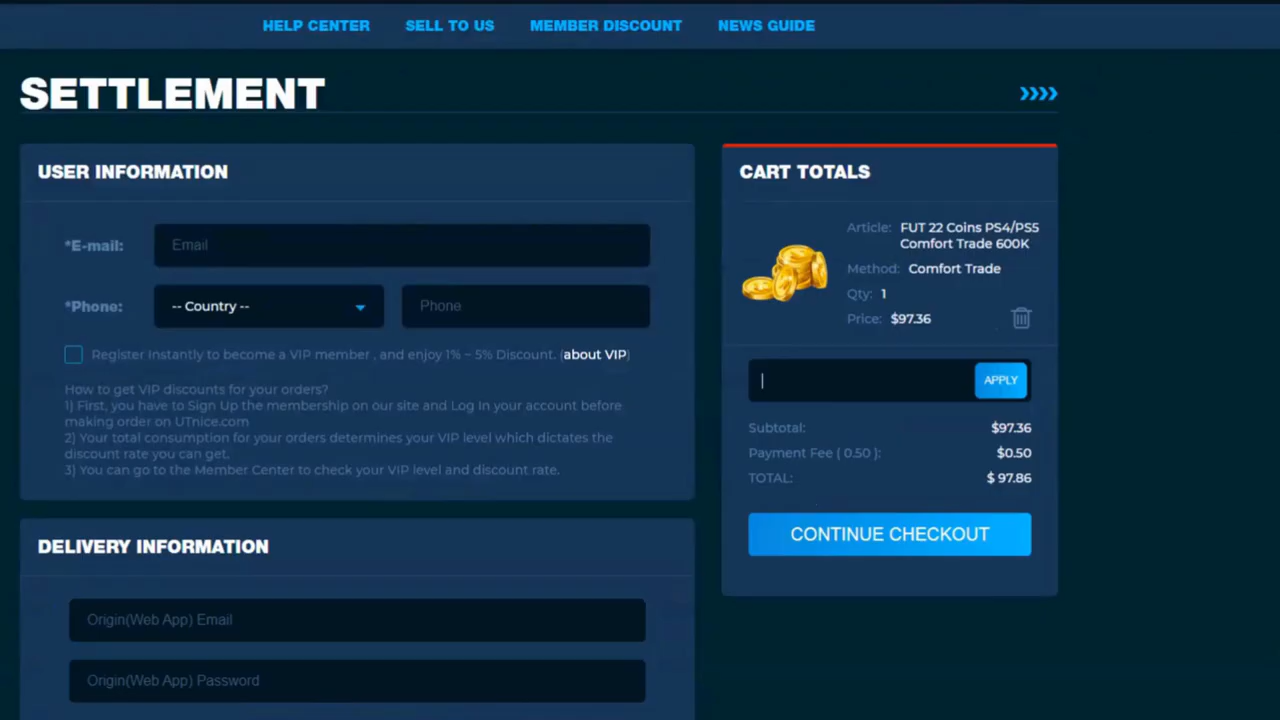 HELP CENTER SELL TO US MEMBER DISCOUNT NEWS GUIDE
SETTLEMENT
USER INFORMATION
*E-mail: Email
*Phone: -- Country -- Phone
Register Instantly to become a VIP member , and enjoy 1% ~ 5% Discount. (about VIP)
How to get VIP discounts for your orders?
1) First, you have to Sign Up the membership on our site and Log In your account before
making order on UTnice.com
2) Your total consumption for your orders determines your VIP level which dictates the
discount rate you can get.
3) You can go to the Member Center to check your VIP level and discount rate.
DELIVERY INFORMATION
Origin(Web App) Email
Origin(Web App) Password
CART TOTALS
Article: FUT 22 Coins PS4/PS5
Comfort Trade 600K
Method: Comfort Trade
Qty: 1
Price: $97.36
APPLY
Subtotal: $97.36
Payment Fee ( 0.50 ): $0.50
TOTAL: $ 97.86
CONTINUE CHECKOUT